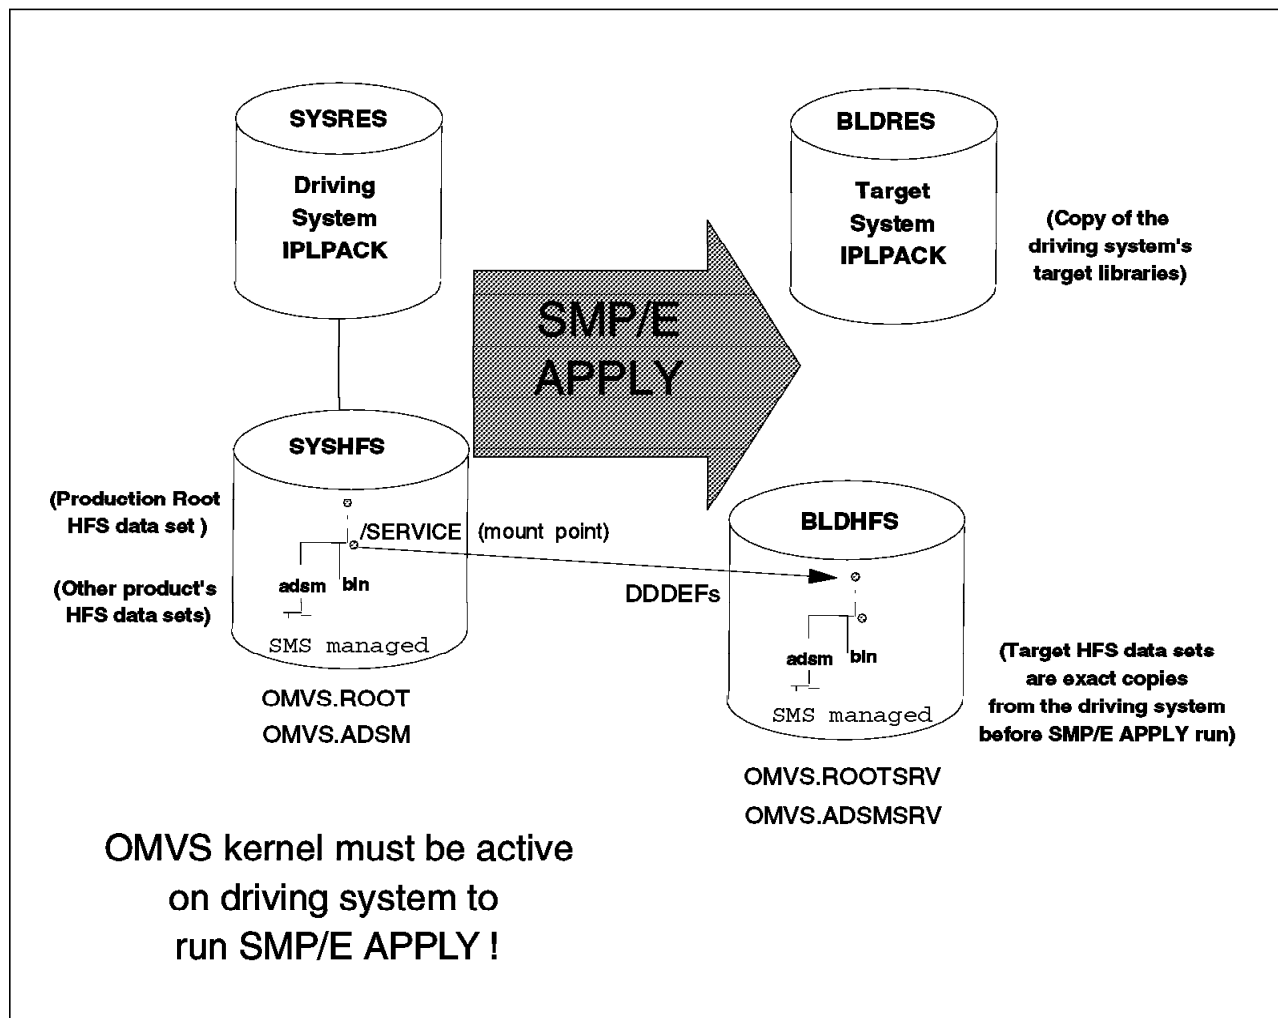 SYSRES
Driving
System
IPLPACK
BLDRES
Target
System
IPLPACK
(Copy of the
driving system's
target libraries)
SMP/E
APPLY
SYSHFS
(Production Root
HFS data set )
/SERVICE (mount point)
(Other product's
HFS data sets)
adsm bin
SMS managed
OMVS.ROOT
OMVS.ADSM
DDDEFs
BLDHFS
adsm bin
SMS managed
(Target HFS data sets
are exact copies
from the driving system
before SMP/E APPLY run)
OMVS.ROOTSRV
OMVS.ADSMSRV
OMVS kernel must be active
on driving system to
run SMP/E APPLY !